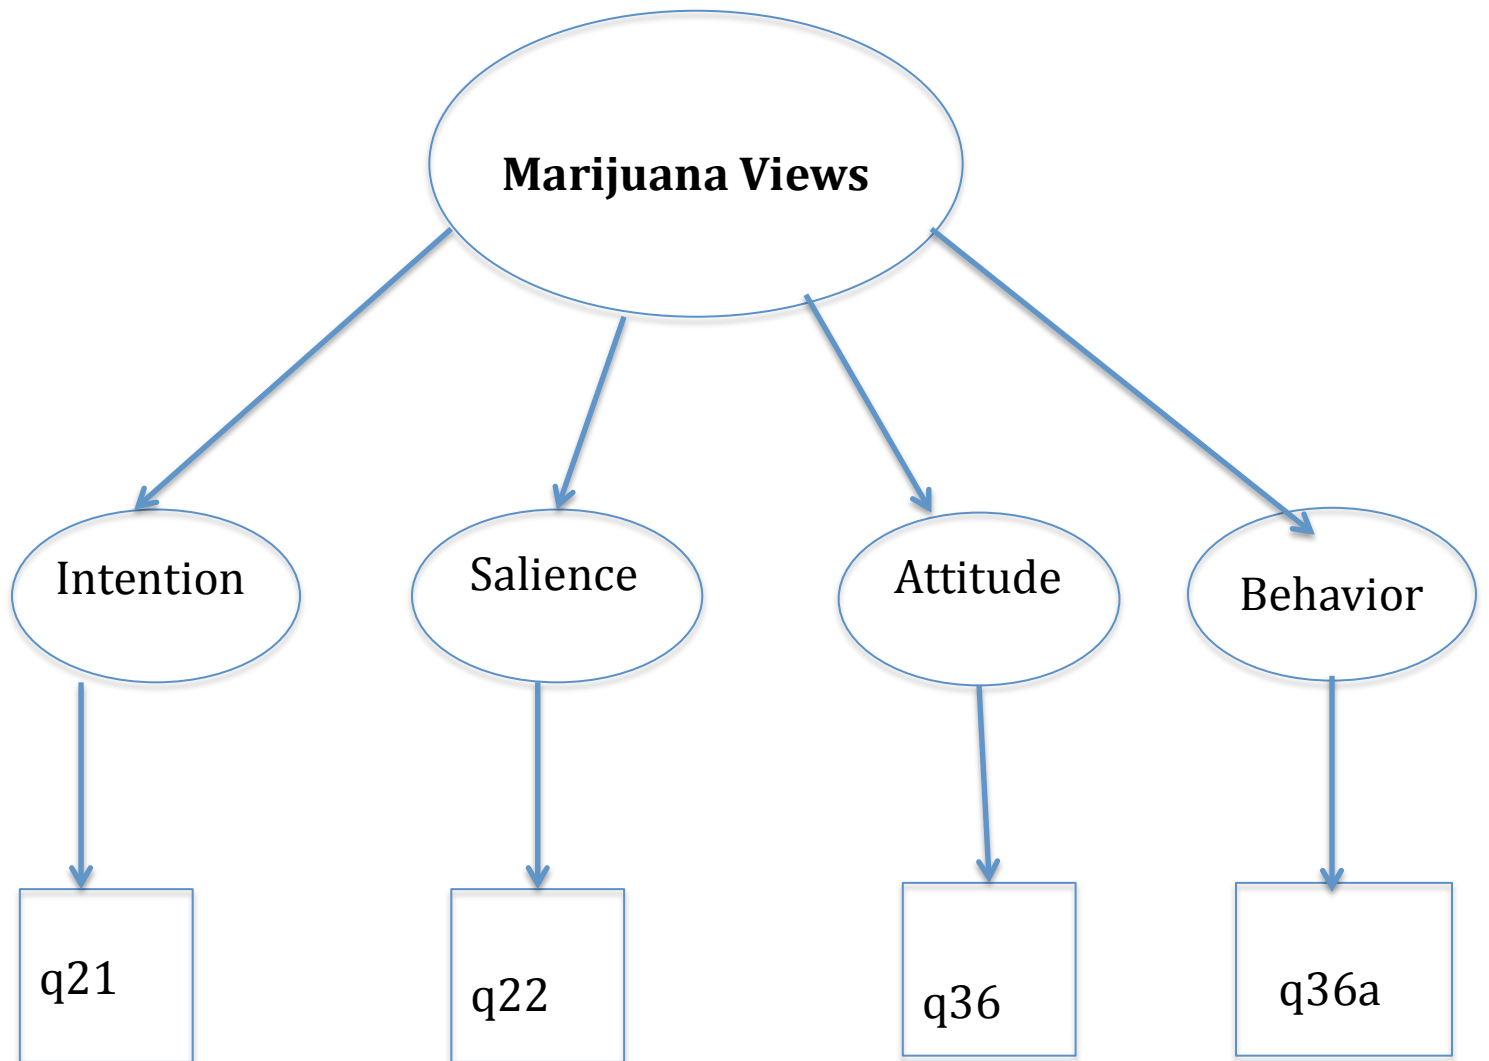 Marijuana Views
Intention
Salience
Attitude
Behavior
q21
q22
q36
q36a